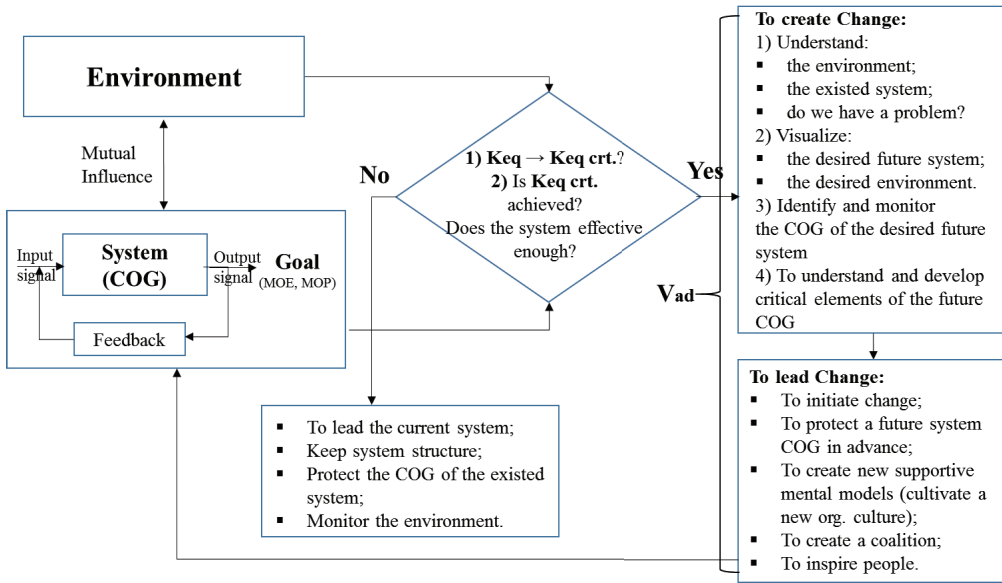 Environment
Mutual
Influence
Input
signal
System
(COG)
Output
signal
Goal
(MOE, MOP)
Feedback
No
1) Keq → Keq crt.?
2) Is Keq crt.
achieved?
Does the system effective
enough?
Yes
Vad
▪ To lead the current system;
▪ Keep system structure;
▪ Protect the COG of the existed
system;
▪ Monitor the environment.
To create Change:
1) Understand:
▪ the environment;
▪ the existed system;
▪ do we have a problem?
2) Visualize:
▪ the desired future system;
▪ the desired environment.
3) Identify and monitor
the COG of the desired future
system
4) To understand and develop
critical elements of the future
COG
To lead Change:
▪ To initiate change;
▪ To protect a future system
COG in advance;
▪ To create new supportive
mental models (cultivate a
new org. culture);
▪ To create a coalition;
▪ To inspire people.